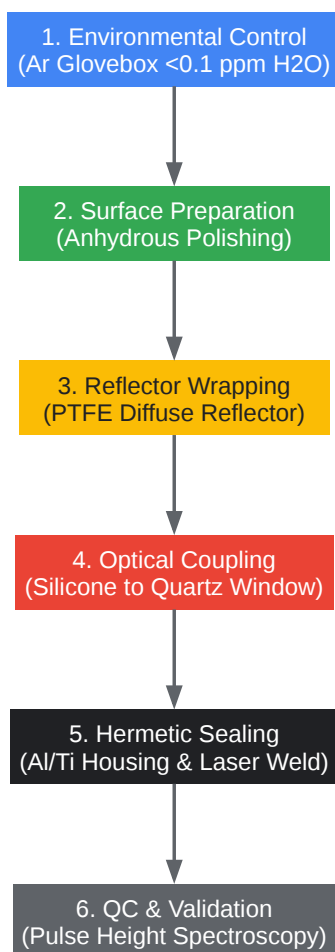 1. Environmental Control
(Ar Glovebox <0.1 ppm H2O)
2. Surface Preparation
(Anhydrous Polishing)
3. Reflector Wrapping
(PTFE Diffuse Reflector)
4. Optical Coupling
(Silicone to Quartz Window)
5. Hermetic Sealing
(Al/Ti Housing & Laser Weld)
6. QC & Validation
(Pulse Height Spectroscopy)